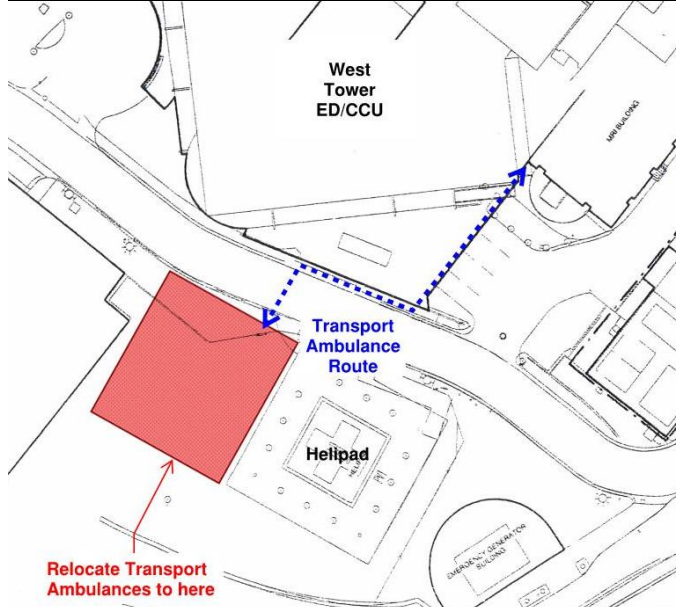 West
Tower
ED/CCU
MRI BUILDING
Transport
Ambulance
Route
Helipad
EMERGENCY GENERATOR
BUILDING
Relocate Transport
Ambulances to here